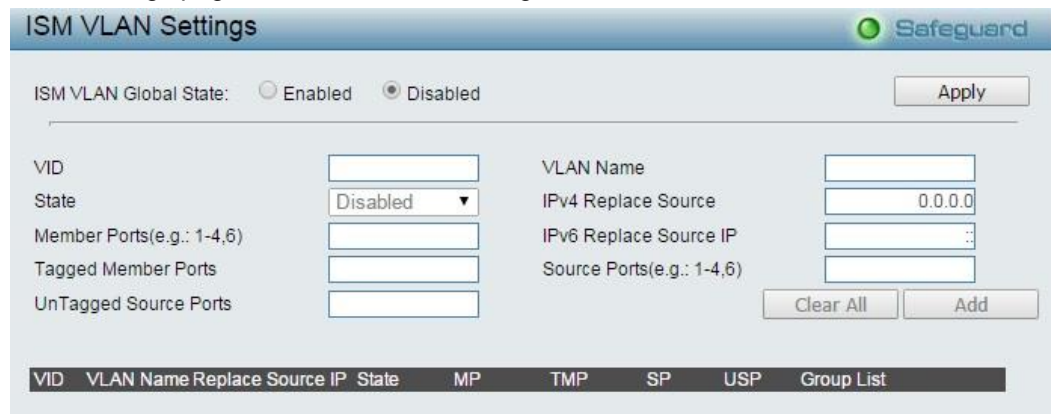 ISM VLAN Settings
Safeguard
ISM VLAN Global State: Enabled Disabled Apply
VID VLAN Name
State Disabled IPv4 Replace Source 0.0.0.0
Member Ports(e.g.: 1-4,6) IPv6 Replace Source IP ::
Tagged Member Ports Source Ports(e.g.: 1-4,6)
UnTagged Source Ports Clear All Add
VID VLAN Name Replace Source IP State MP TMP SP USP Group List